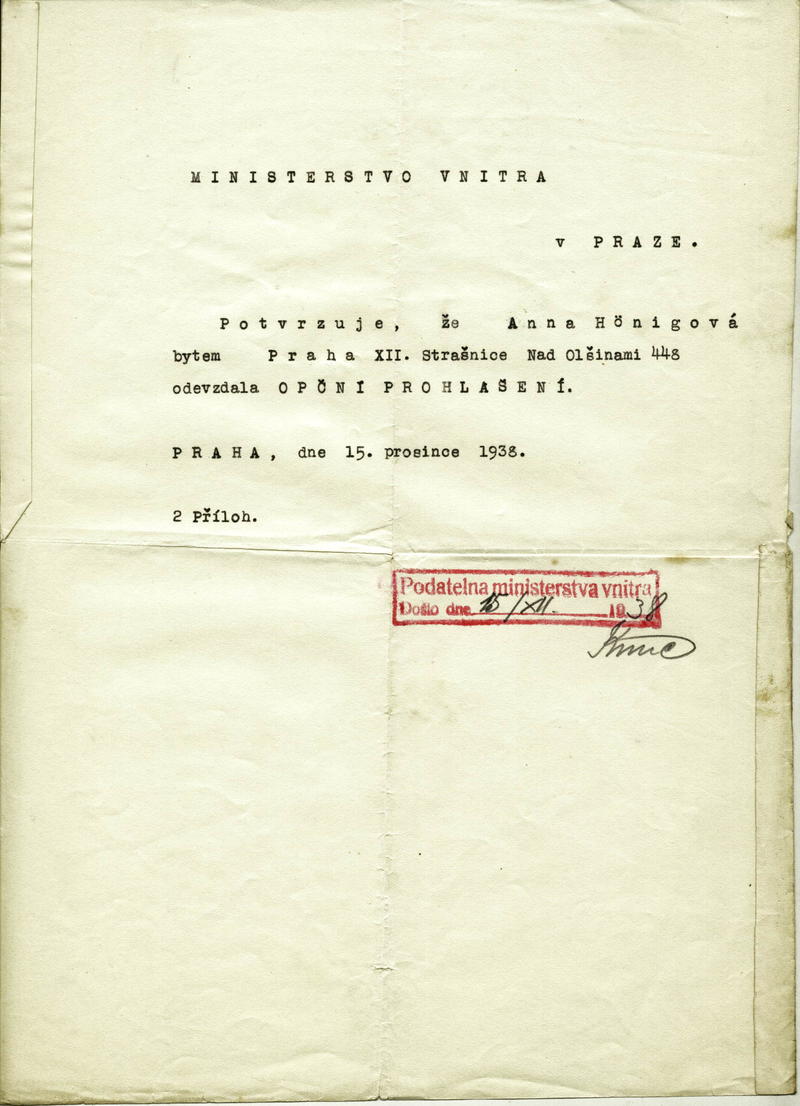 MINISTERSTVO VNITRA
v PRAZE.
Potvrzuje, že Anna Hönigová
bytem Praha XII. Strašnice Nad Olšinami 448
odevzdala OPČNÍ PROHLAŠENÍ.
PRAHA, dne 15. prosince 1938.
2 Příloh.
Podatelna ministerstva vnitra
Došlo dne 15/XII. 1938